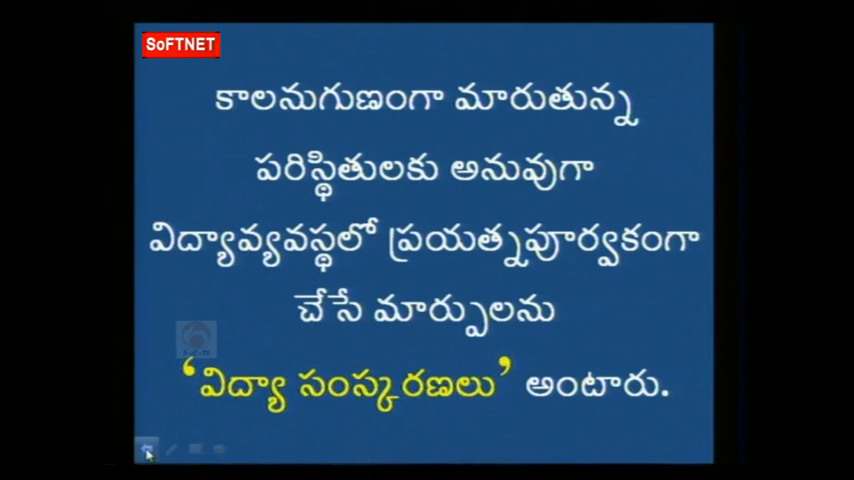 SoFTNET
కాలనుగుణంగా మారుతున్న
పరిస్థితులకు అనువుగా
విద్యావ్యవస్థలో ప్రయత్నపూర్వకంగా
చేసే మార్పులను
‘విద్యా సంస్కరణలు’ అంటారు.